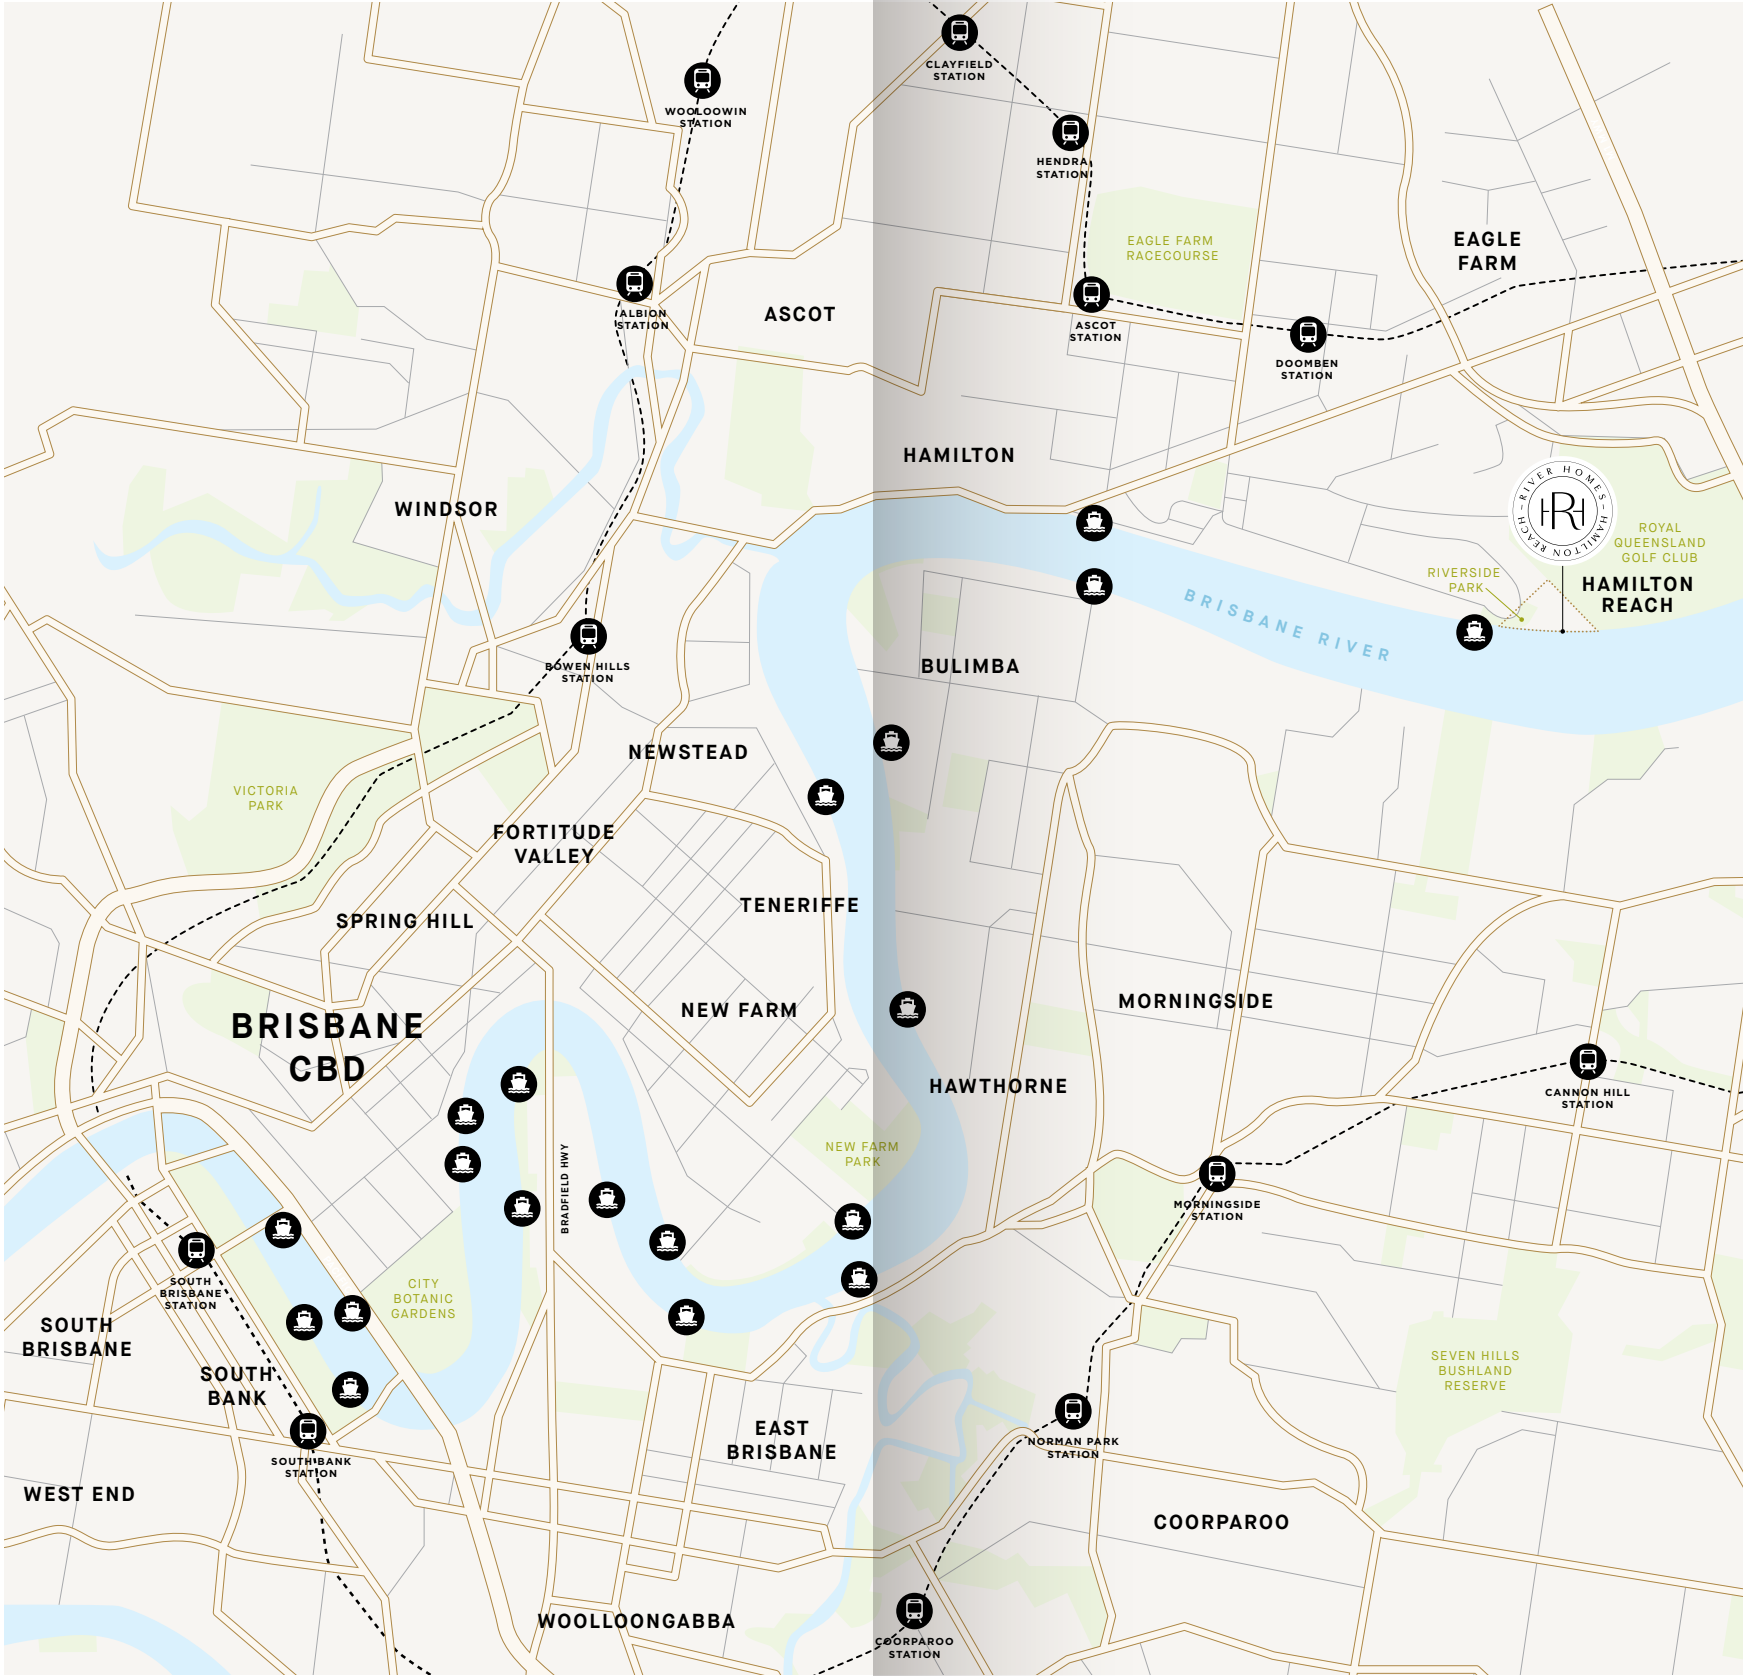 CLAYFIELD
STATION
WOOLOOWIN
STATION
HENDRA
STATION
EAGLE FARM
RACECOURSE
EAGLE
FARM
ALBION
STATION
ASCOT
ASCOT
STATION
DOOMBEN
STATION
HAMILTON
WINDSOR
RIVER HOMES
HAMILTON REACH
HRH
ROYAL
QUEENSLAND
GOLF CLUB
RIVERSIDE
PARK
HAMILTON
REACH
BRISBANE RIVER
BOWEN HILLS
STATION
BULIMBA
NEWSTEAD
VICTORIA
PARK
FORTITUDE
VALLEY
TENERIFFE
SPRING HILL
NEW FARM
MORNINGSIDE
BRISBANE
CBD
HAWTHORNE
CANNON HILL
STATION
NEW FARM
PARK
BRADFIELD HWY
MORNINGSIDE
STATION
SOUTH
BRISBANE
STATION
CITY
BOTANIC
GARDENS
SOUTH
BRISBANE
SOUTH
BANK
SEVEN HILLS
BUSHLAND
RESERVE
EAST
BRISBANE
NORMAN PARK
STATION
SOUTH BANK
STATION
WEST END
COORPAROO
WOOLLOONGABBA
COORPAROO
STATION